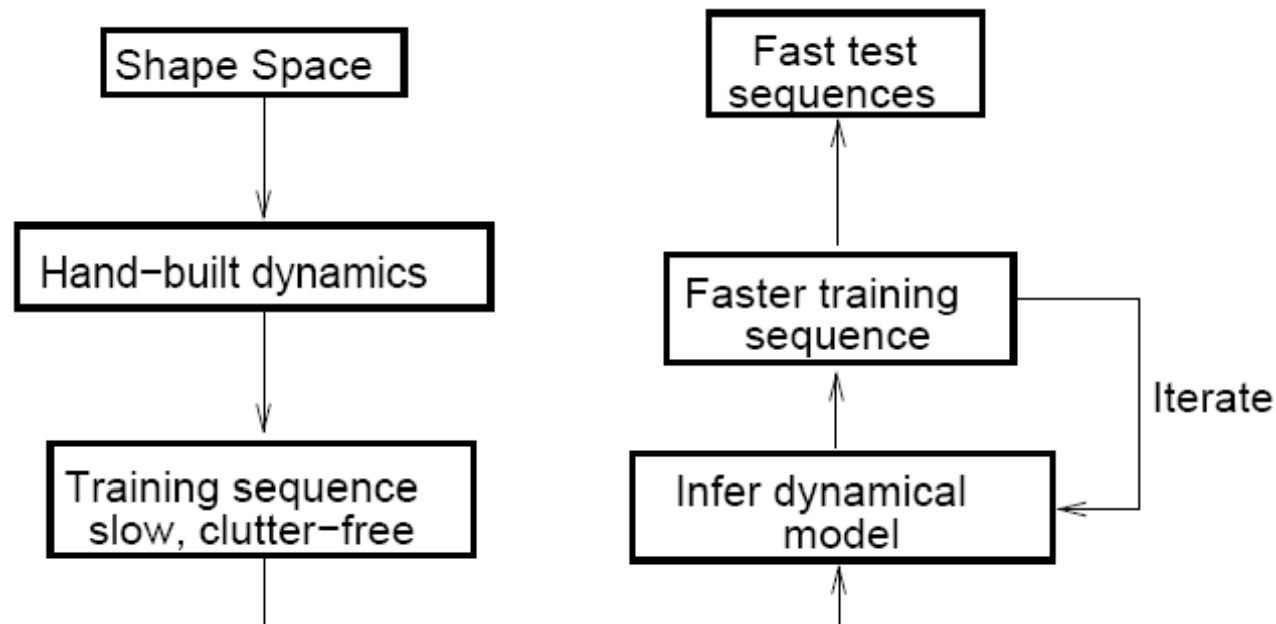 Shape Space
Hand−built dynamics
Training sequence
slow, clutter−free
Fast test
sequences
Faster training
sequence
Iterate
Infer dynamical
model